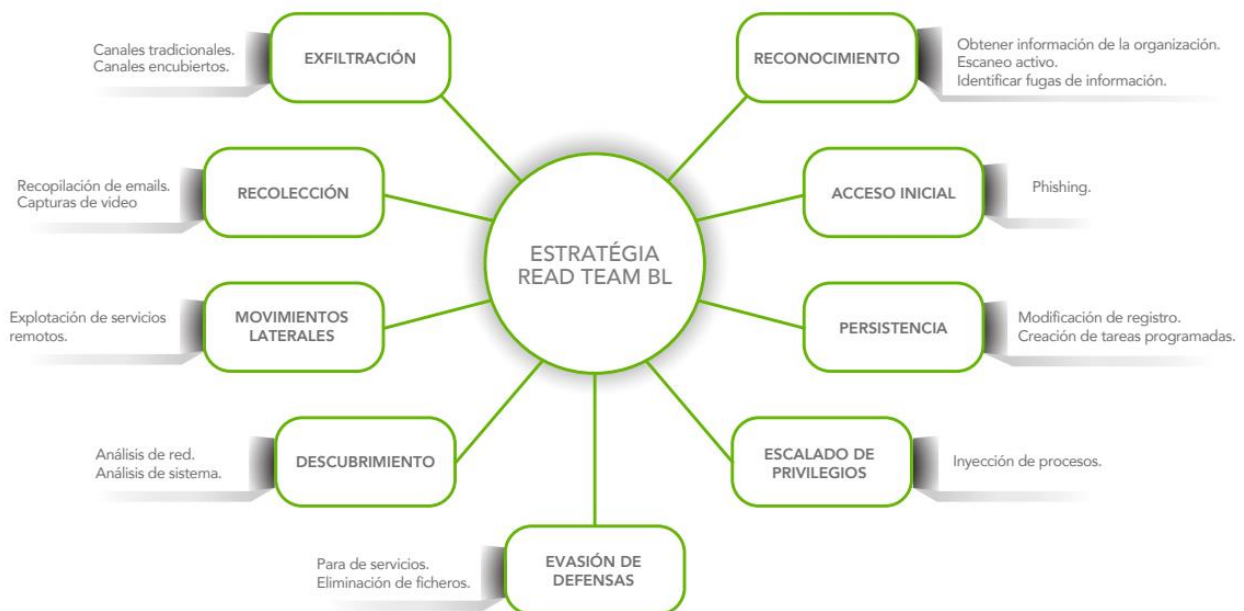 ESTRATÉGIA
READ TEAM BL
RECONOCIMIENTO
Obtener información de la organización.
Escaneo activo.
Identificar fugas de información.
ACCESO INICIAL
Phishing.
PERSISTENCIA
Modificación de registro.
Creación de tareas programadas.
ESCALADO DE
PRIVILEGIOS
Inyección de procesos.
EVASIÓN DE
DEFENSAS
Para de servicios.
Eliminación de ficheros.
DESCUBRIMIENTO
Análisis de red.
Análisis de sistema.
MOVIMIENTOS
LATERALES
Explotación de servicios
remotos.
RECOLECCIÓN
Recopilación de emails.
Capturas de video
EXFILTRACIÓN
Canales tradicionales.
Canales encubiertos.